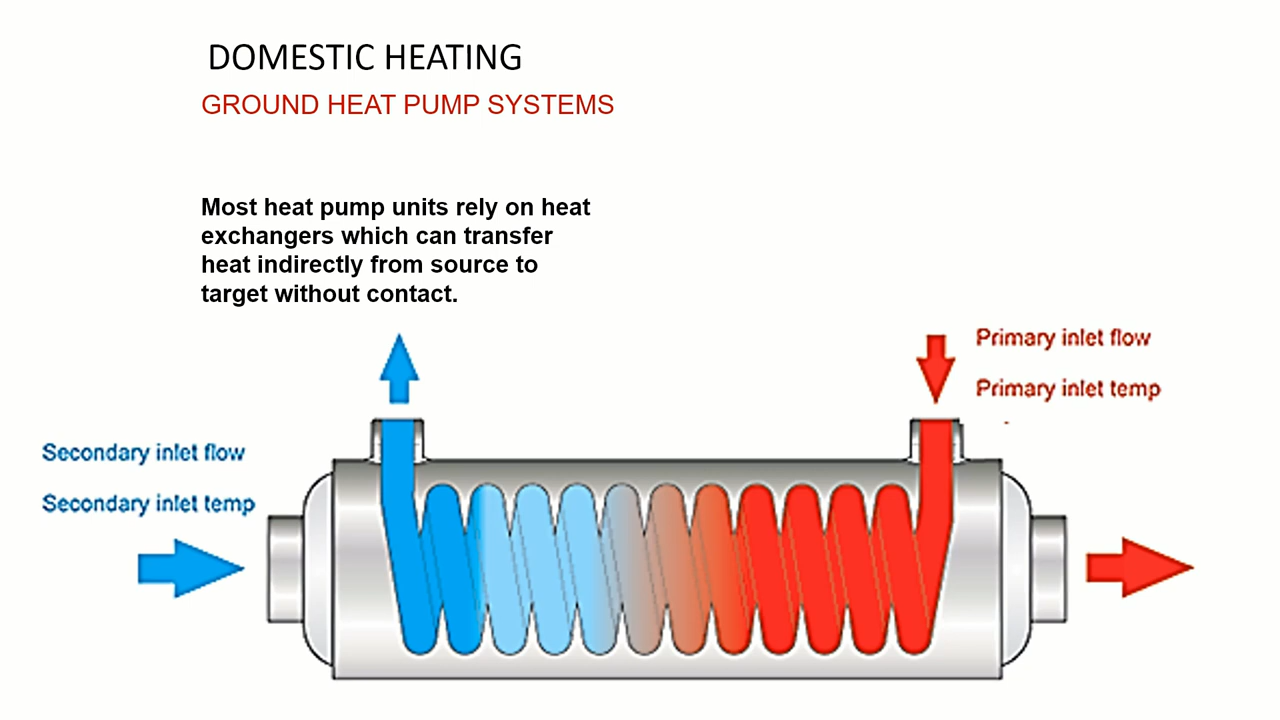 DOMESTIC HEATING
GROUND HEAT PUMP SYSTEMS
Most heat pump units rely on heat
exchangers which can transfer
heat indirectly from source to
target without contact.
Primary inlet flow
Primary inlet temp
Secondary inlet flow
Secondary inlet temp